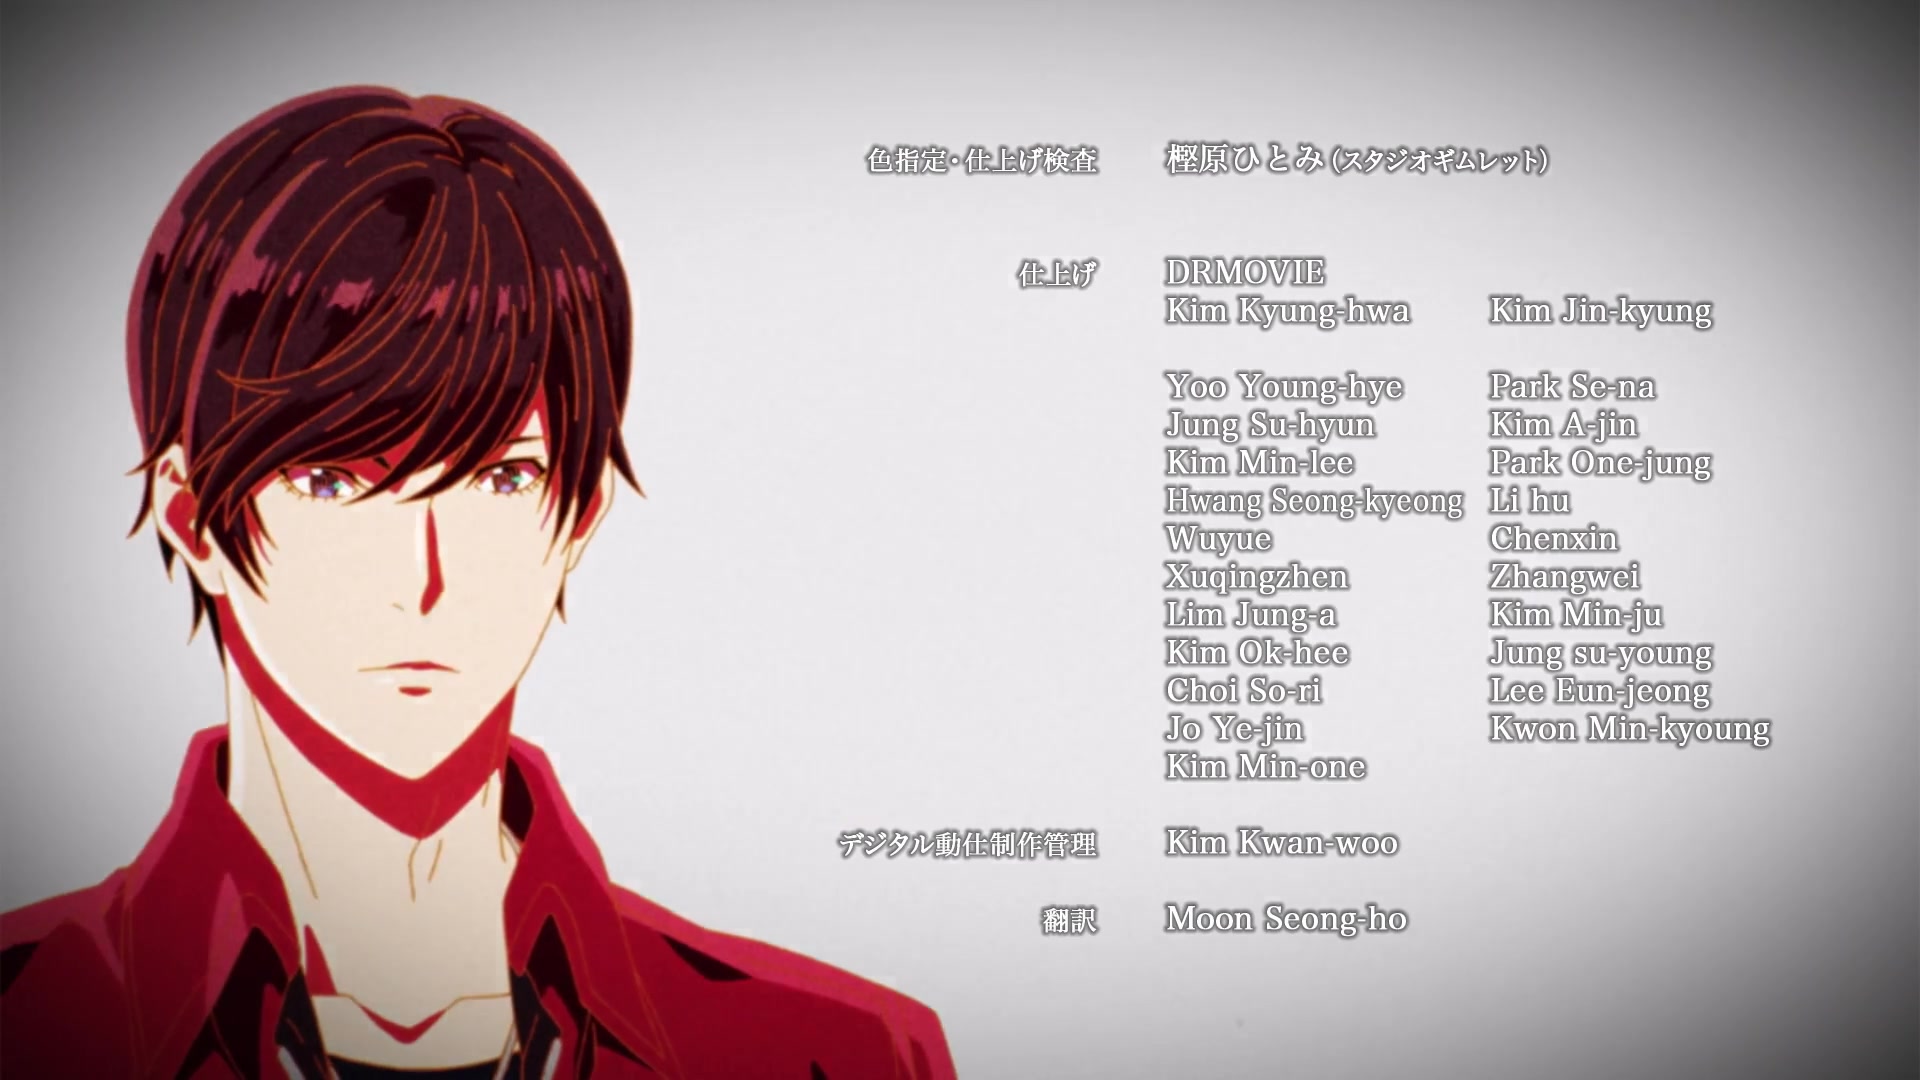 色指定・仕上げ検査 樫原ひとみ（スタジオギムレット）
仕上げ DRMOVIE
Kim Kyung-hwa Kim Jin-kyung
Yoo Young-hye Park Se-na
Jung Su-hyun Kim A-jin
Kim Min-lee Park One-jung
Hwang Seong-kyeong Li hu
Wuyue Chenxin
Xuqingzhen Zhangwei
Lim Jung-a Kim Min-ju
Kim Ok-hee Jung su-young
Choi So-ri Lee Eun-jeong
Jo Ye-jin Kwon Min-kyoung
Kim Min-one
デジタル動仕制作管理 Kim Kwan-woo
翻訳 Moon Seong-ho